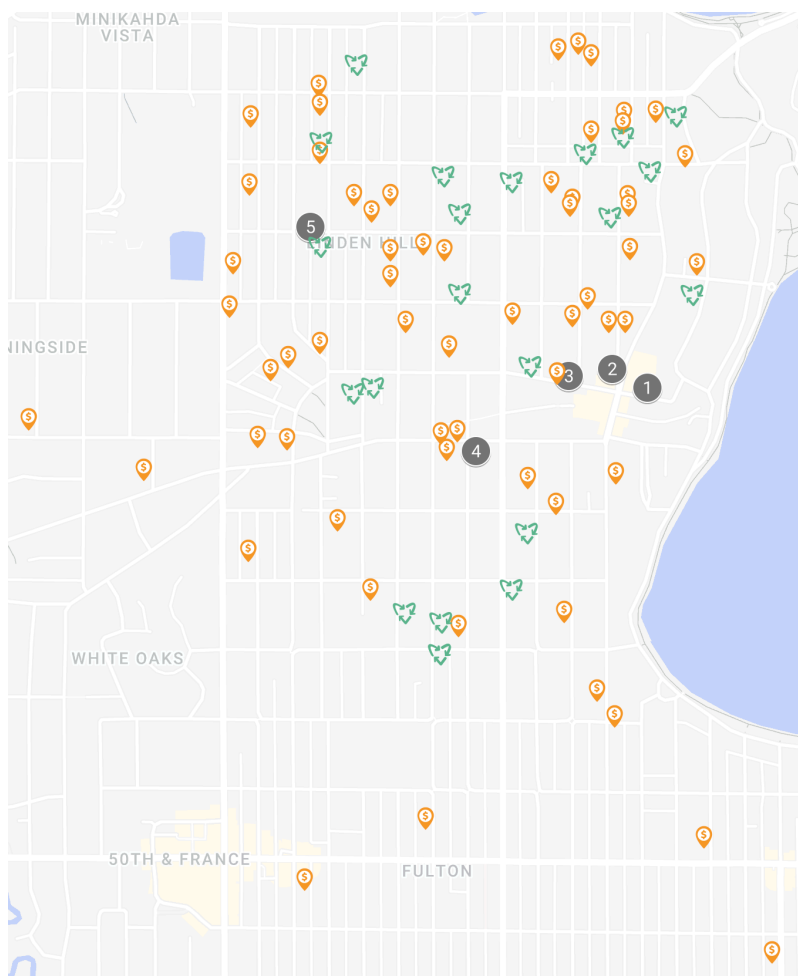 MINIKAHDA
VISTA
5
LINDEN HILLS
NINGSIDE
3
2
1
4
WHITE OAKS
50TH & FRANCE
FULTON